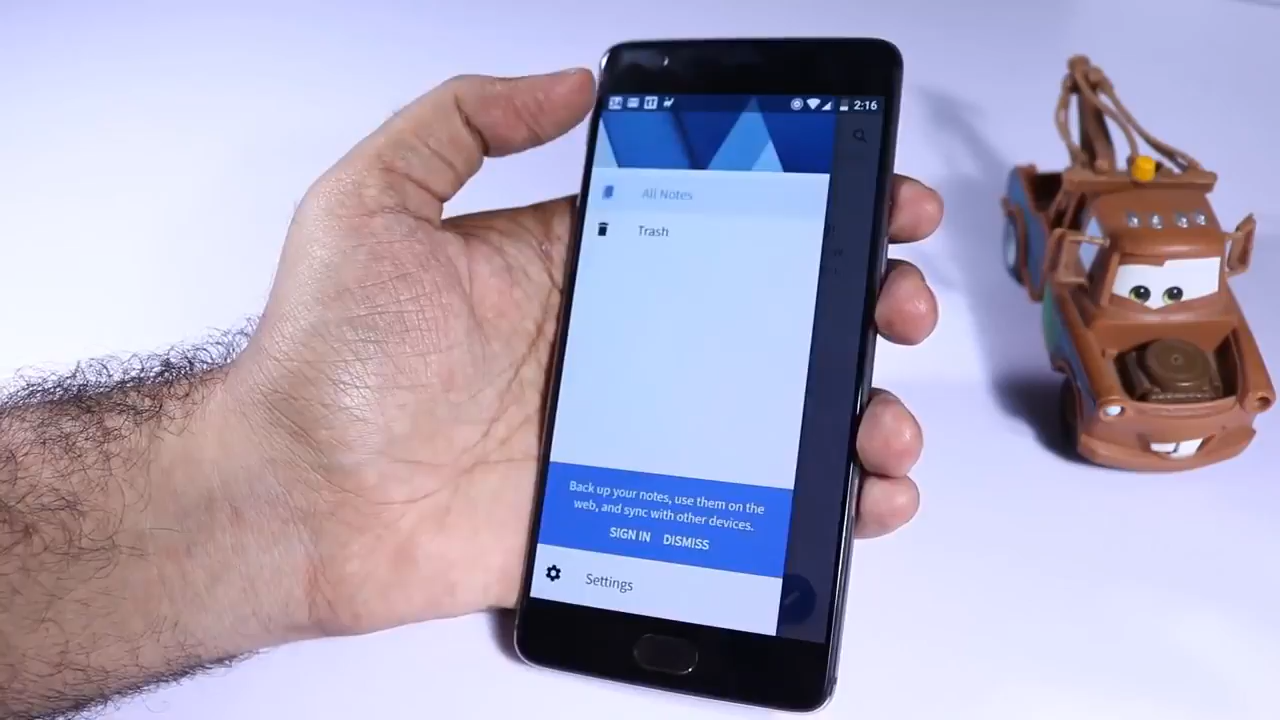 2:16
All Notes
Trash
Back up your notes, use them on the
web, and sync with other devices.
SIGN IN DISMISS
Settings